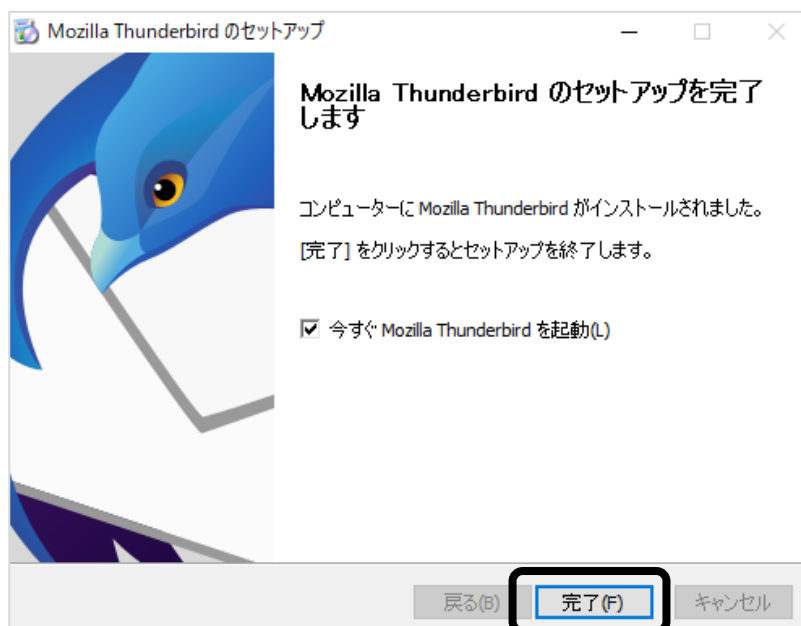 Mozilla Thunderbird のセットアップ
Mozilla Thunderbird のセットアップを完了
します
コンピューターに Mozilla Thunderbird がインストールされました。
[完了] をクリックするとセットアップを終了します。
今すぐ Mozilla Thunderbird を起動(L)
戻る(B)
完了(F)
キャンセル